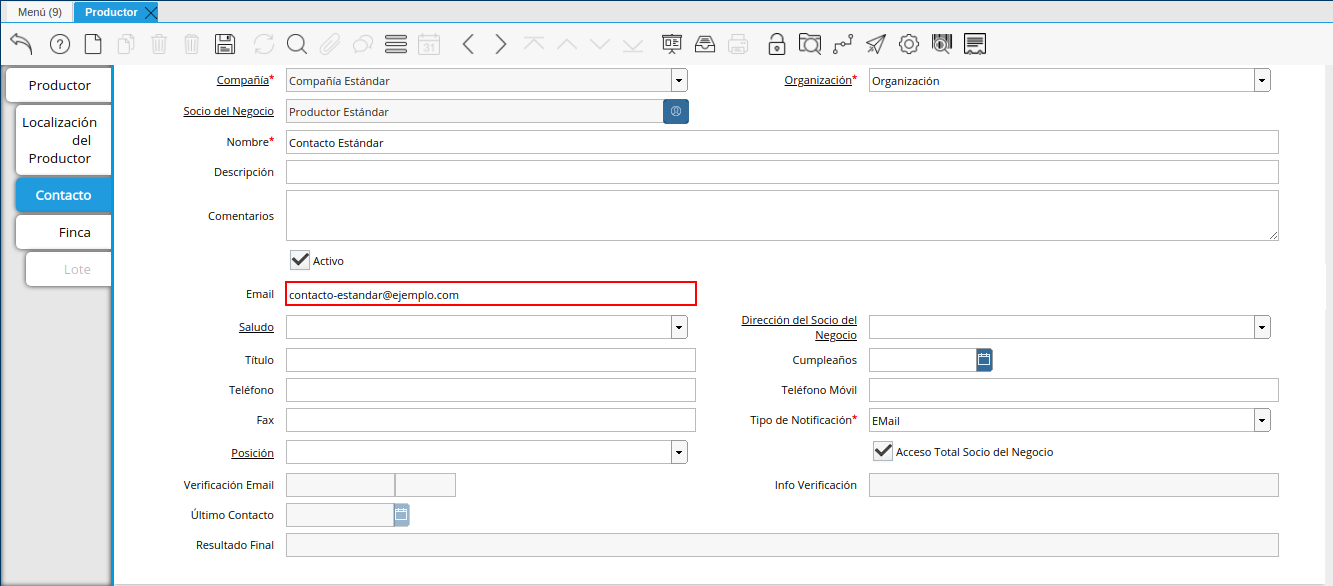 Menú (9)
Productor
31
Productor
Localización
del
Productor
Contacto
Finca
Lote
Compañía*
Compañía Estándar
Organización*
Organización
Socio del Negocio
Productor Estándar
Nombre*
Contacto Estándar
Descripción
Comentarios
Activo
Email
contacto-estandar@ejemplo.com
Saludo
Dirección del Socio del
Negocio
Título
Cumpleaños
Teléfono
Teléfono Móvil
Fax
Tipo de Notificación*
EMail
Posición
Acceso Total Socio del Negocio
Verificación Email
Info Verificación
Último Contacto
Resultado Final